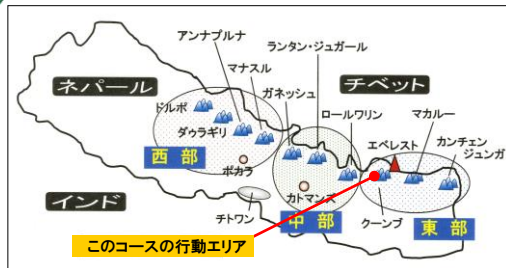 アンナプルナ
ランタン・ジュガール
ネパール
マナスル
ガネッシュ
チベット
ドルポ
ロールワリン
マカルー
エベレスト
カンチェン
ジュンガ
ダウラギリ
西部
ポカラ
カトマンズ
インド
チトワン
クーンブ
中部
東部
このコースの行動エリア